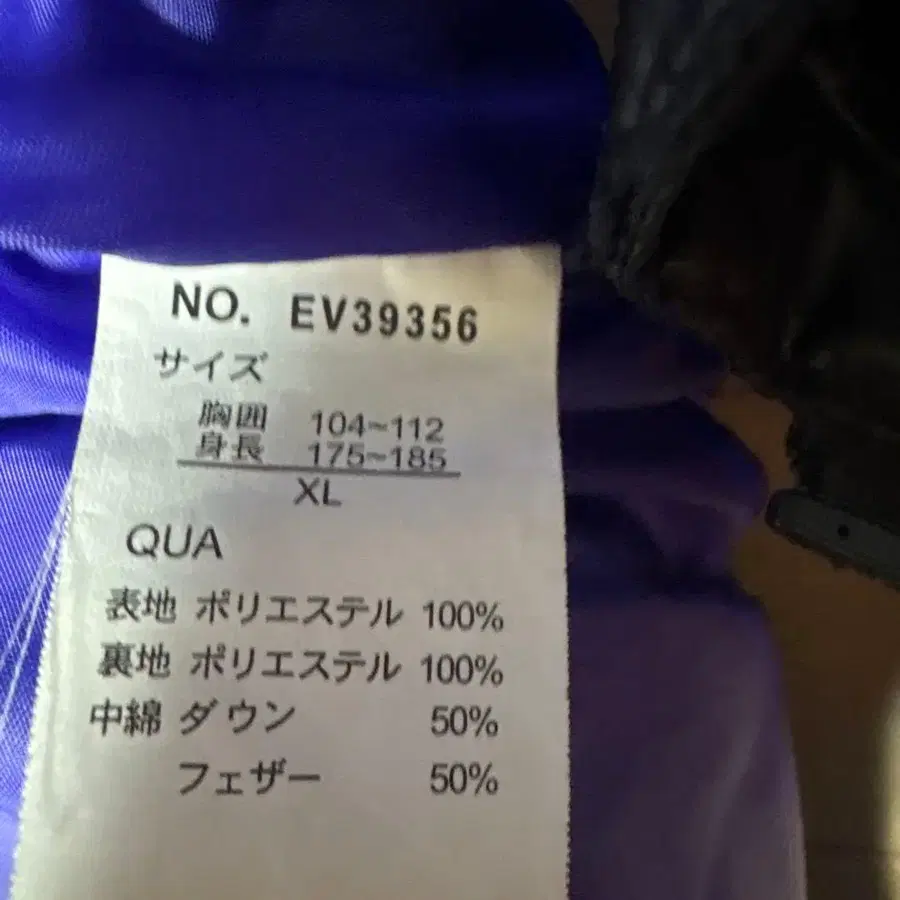 NO. EV39356
サイズ
胸囲 104~112
身長 175~185
XL
QUA
表地 ポリエステル 100%
裏地 ポリエステル 100%
中綿 ダウン 50%
フェザー 50%